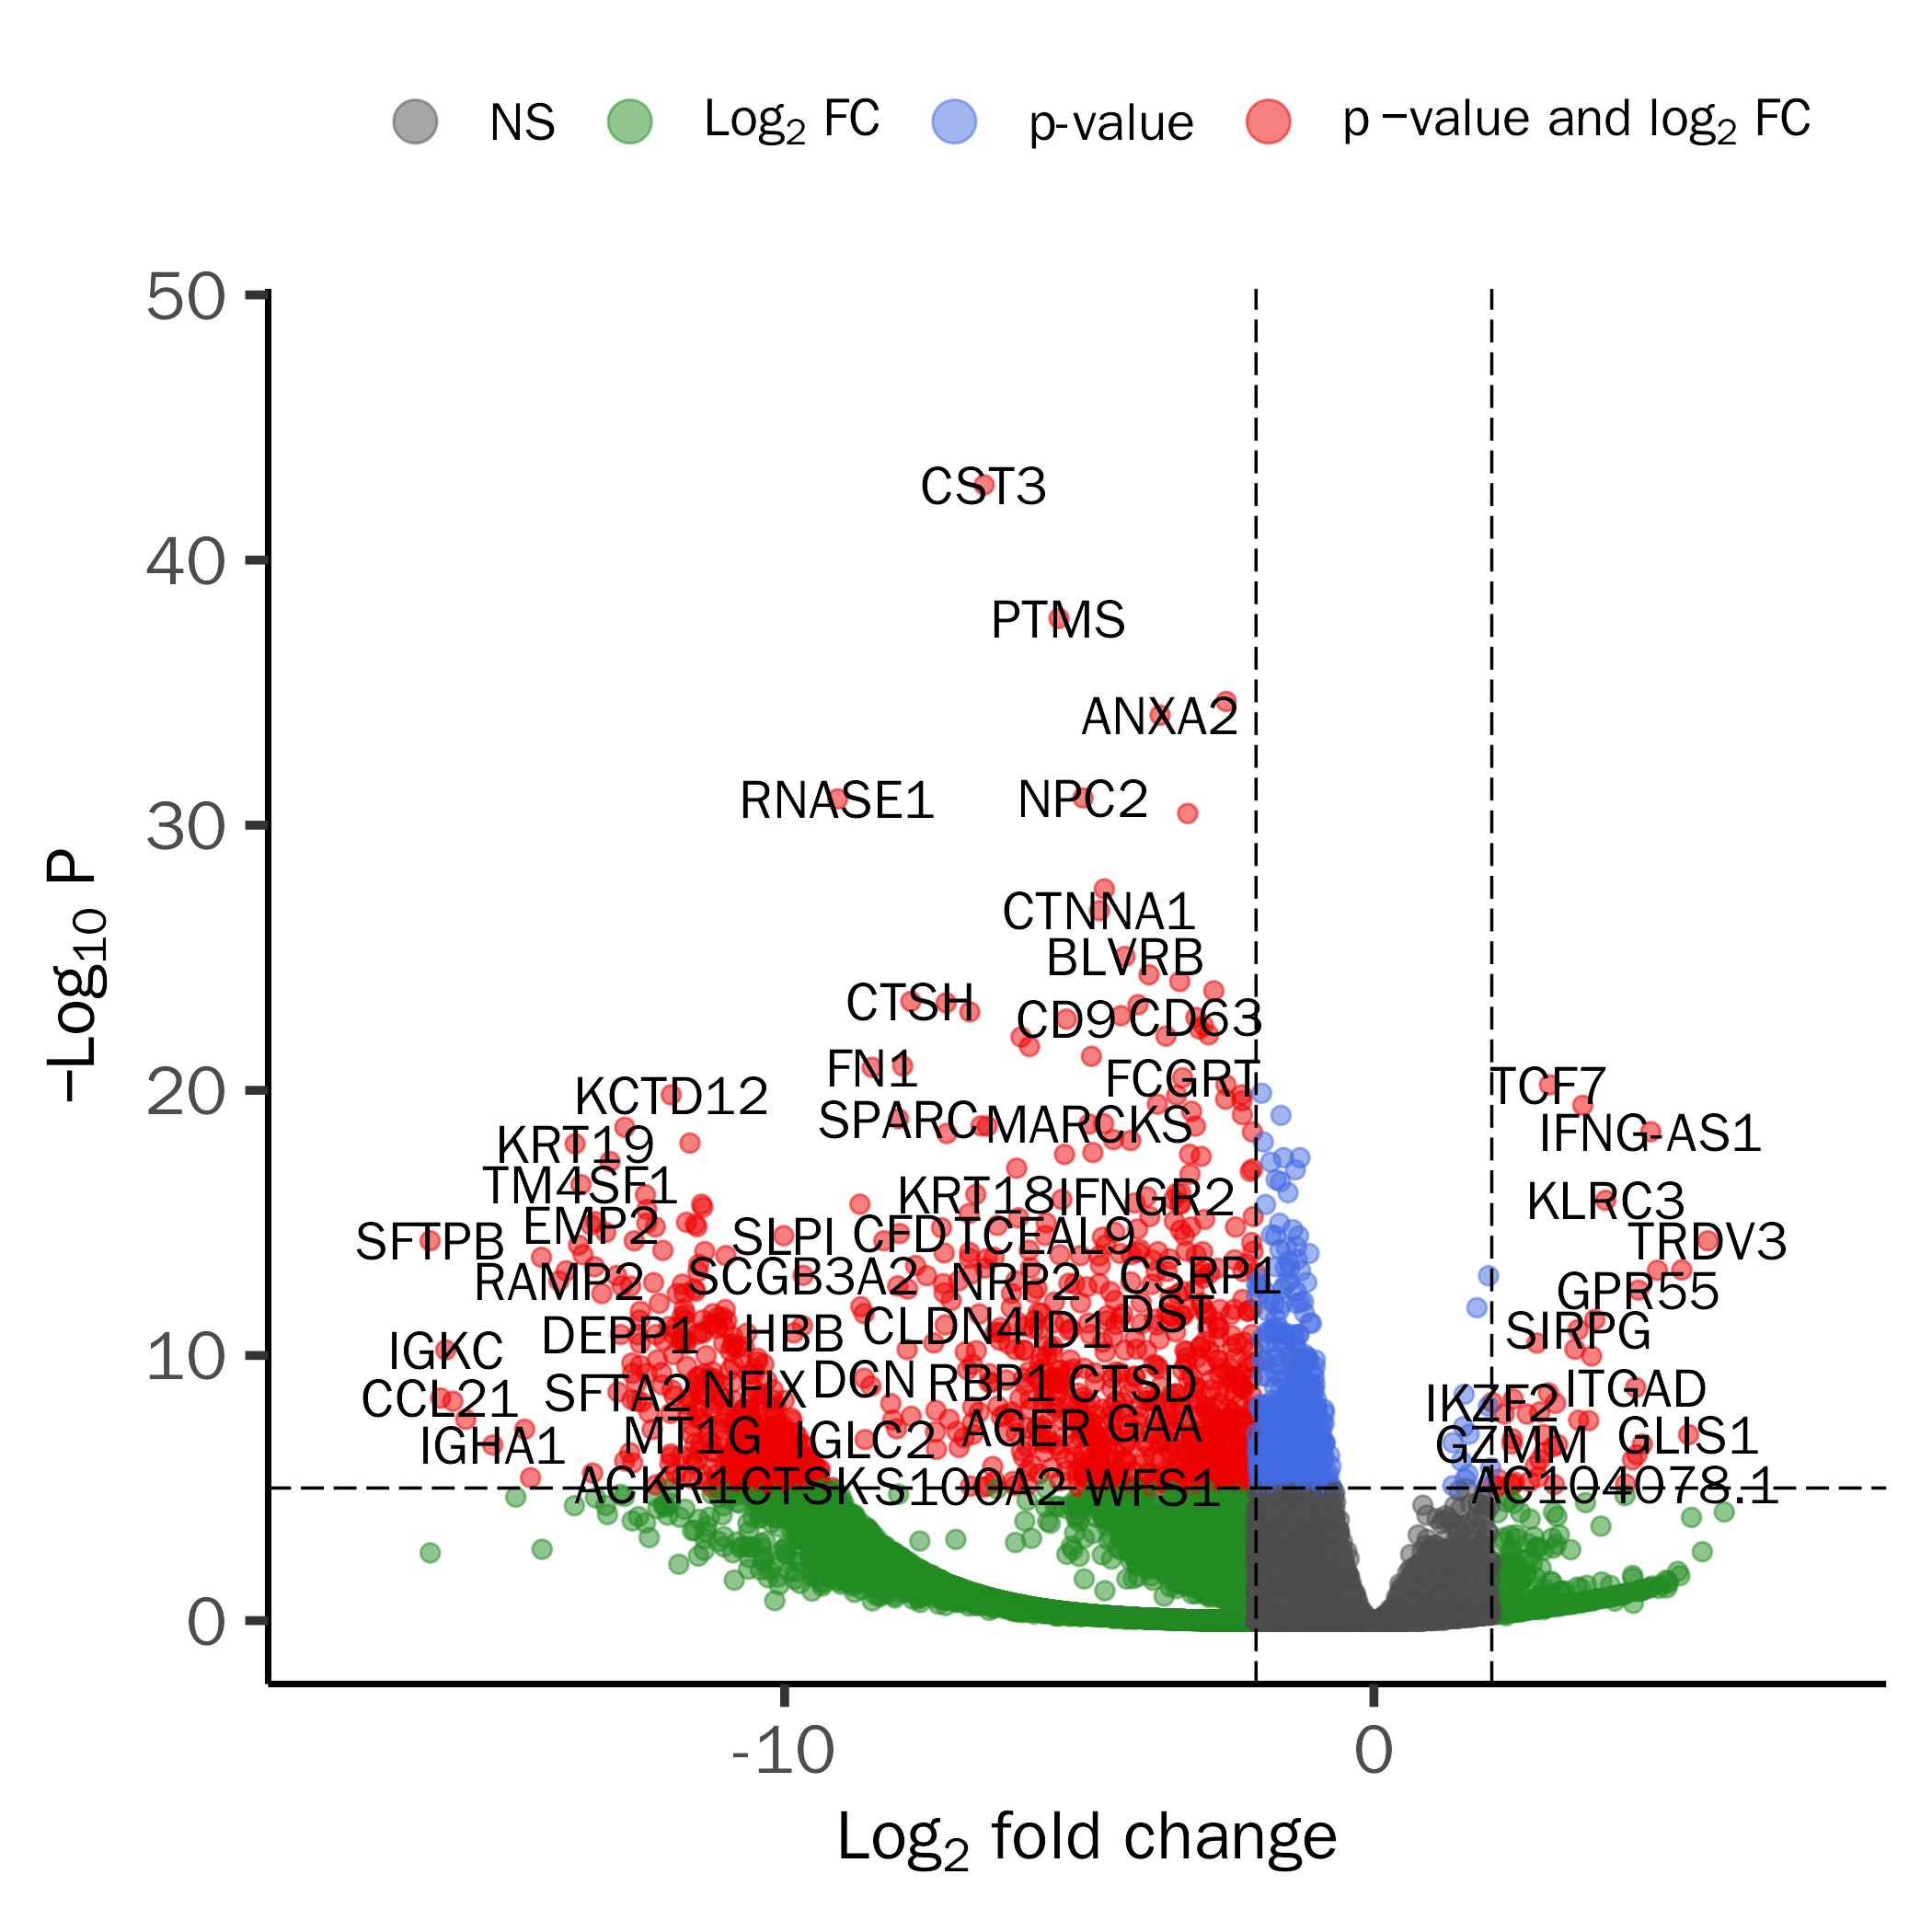 NS Log2 FC p-value p −value and log2 FC
50
CST3
40
PTMS
ANXA2
30
RNASE1 NPC2
CTNNA1
BLVRB
CTSH CD9 CD63
20
FN1 FCGRT TCF7
KCTD12 SPARC MARCKS IFNG-AS1
KRT19
TM4SF1 KRT18 IFNGR2 KLRC3
SFTPB EMP2 SLPI CFD TCEAL9 TRDV3
RAMP2 SCGB3A2 NRP2 CSRP1 GPR55
DEPP1 HBB CLDN4 ID1 DST SIRPG
10
IGKC
CCL21 SFTA2 NFIX DCN RBP1 CTSD IKZF2 ITGAD
IGHA1 MT1G IGLC2 AGER GAA GZMM GLIS1
ACKR1 CTSK S100A2 WFS1 AC104078.1
0
-10 0
−Log10 P
Log2 fold change